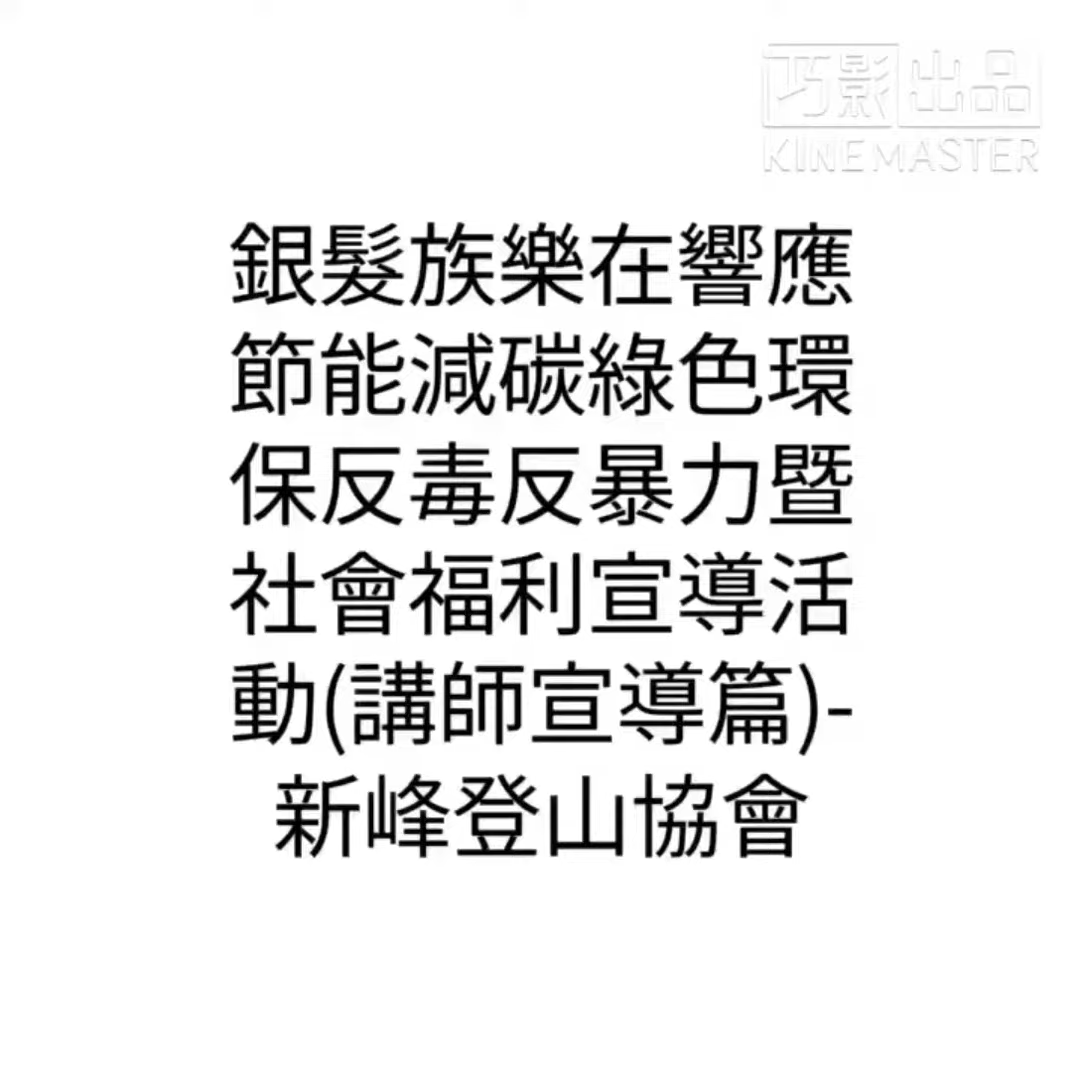 巧影出品
KINEMASTER
銀髮族樂在響應
節能減碳綠色環
保反毒反暴力暨
社會福利宣導活
動(講師宣導篇)-
新峰登山協會